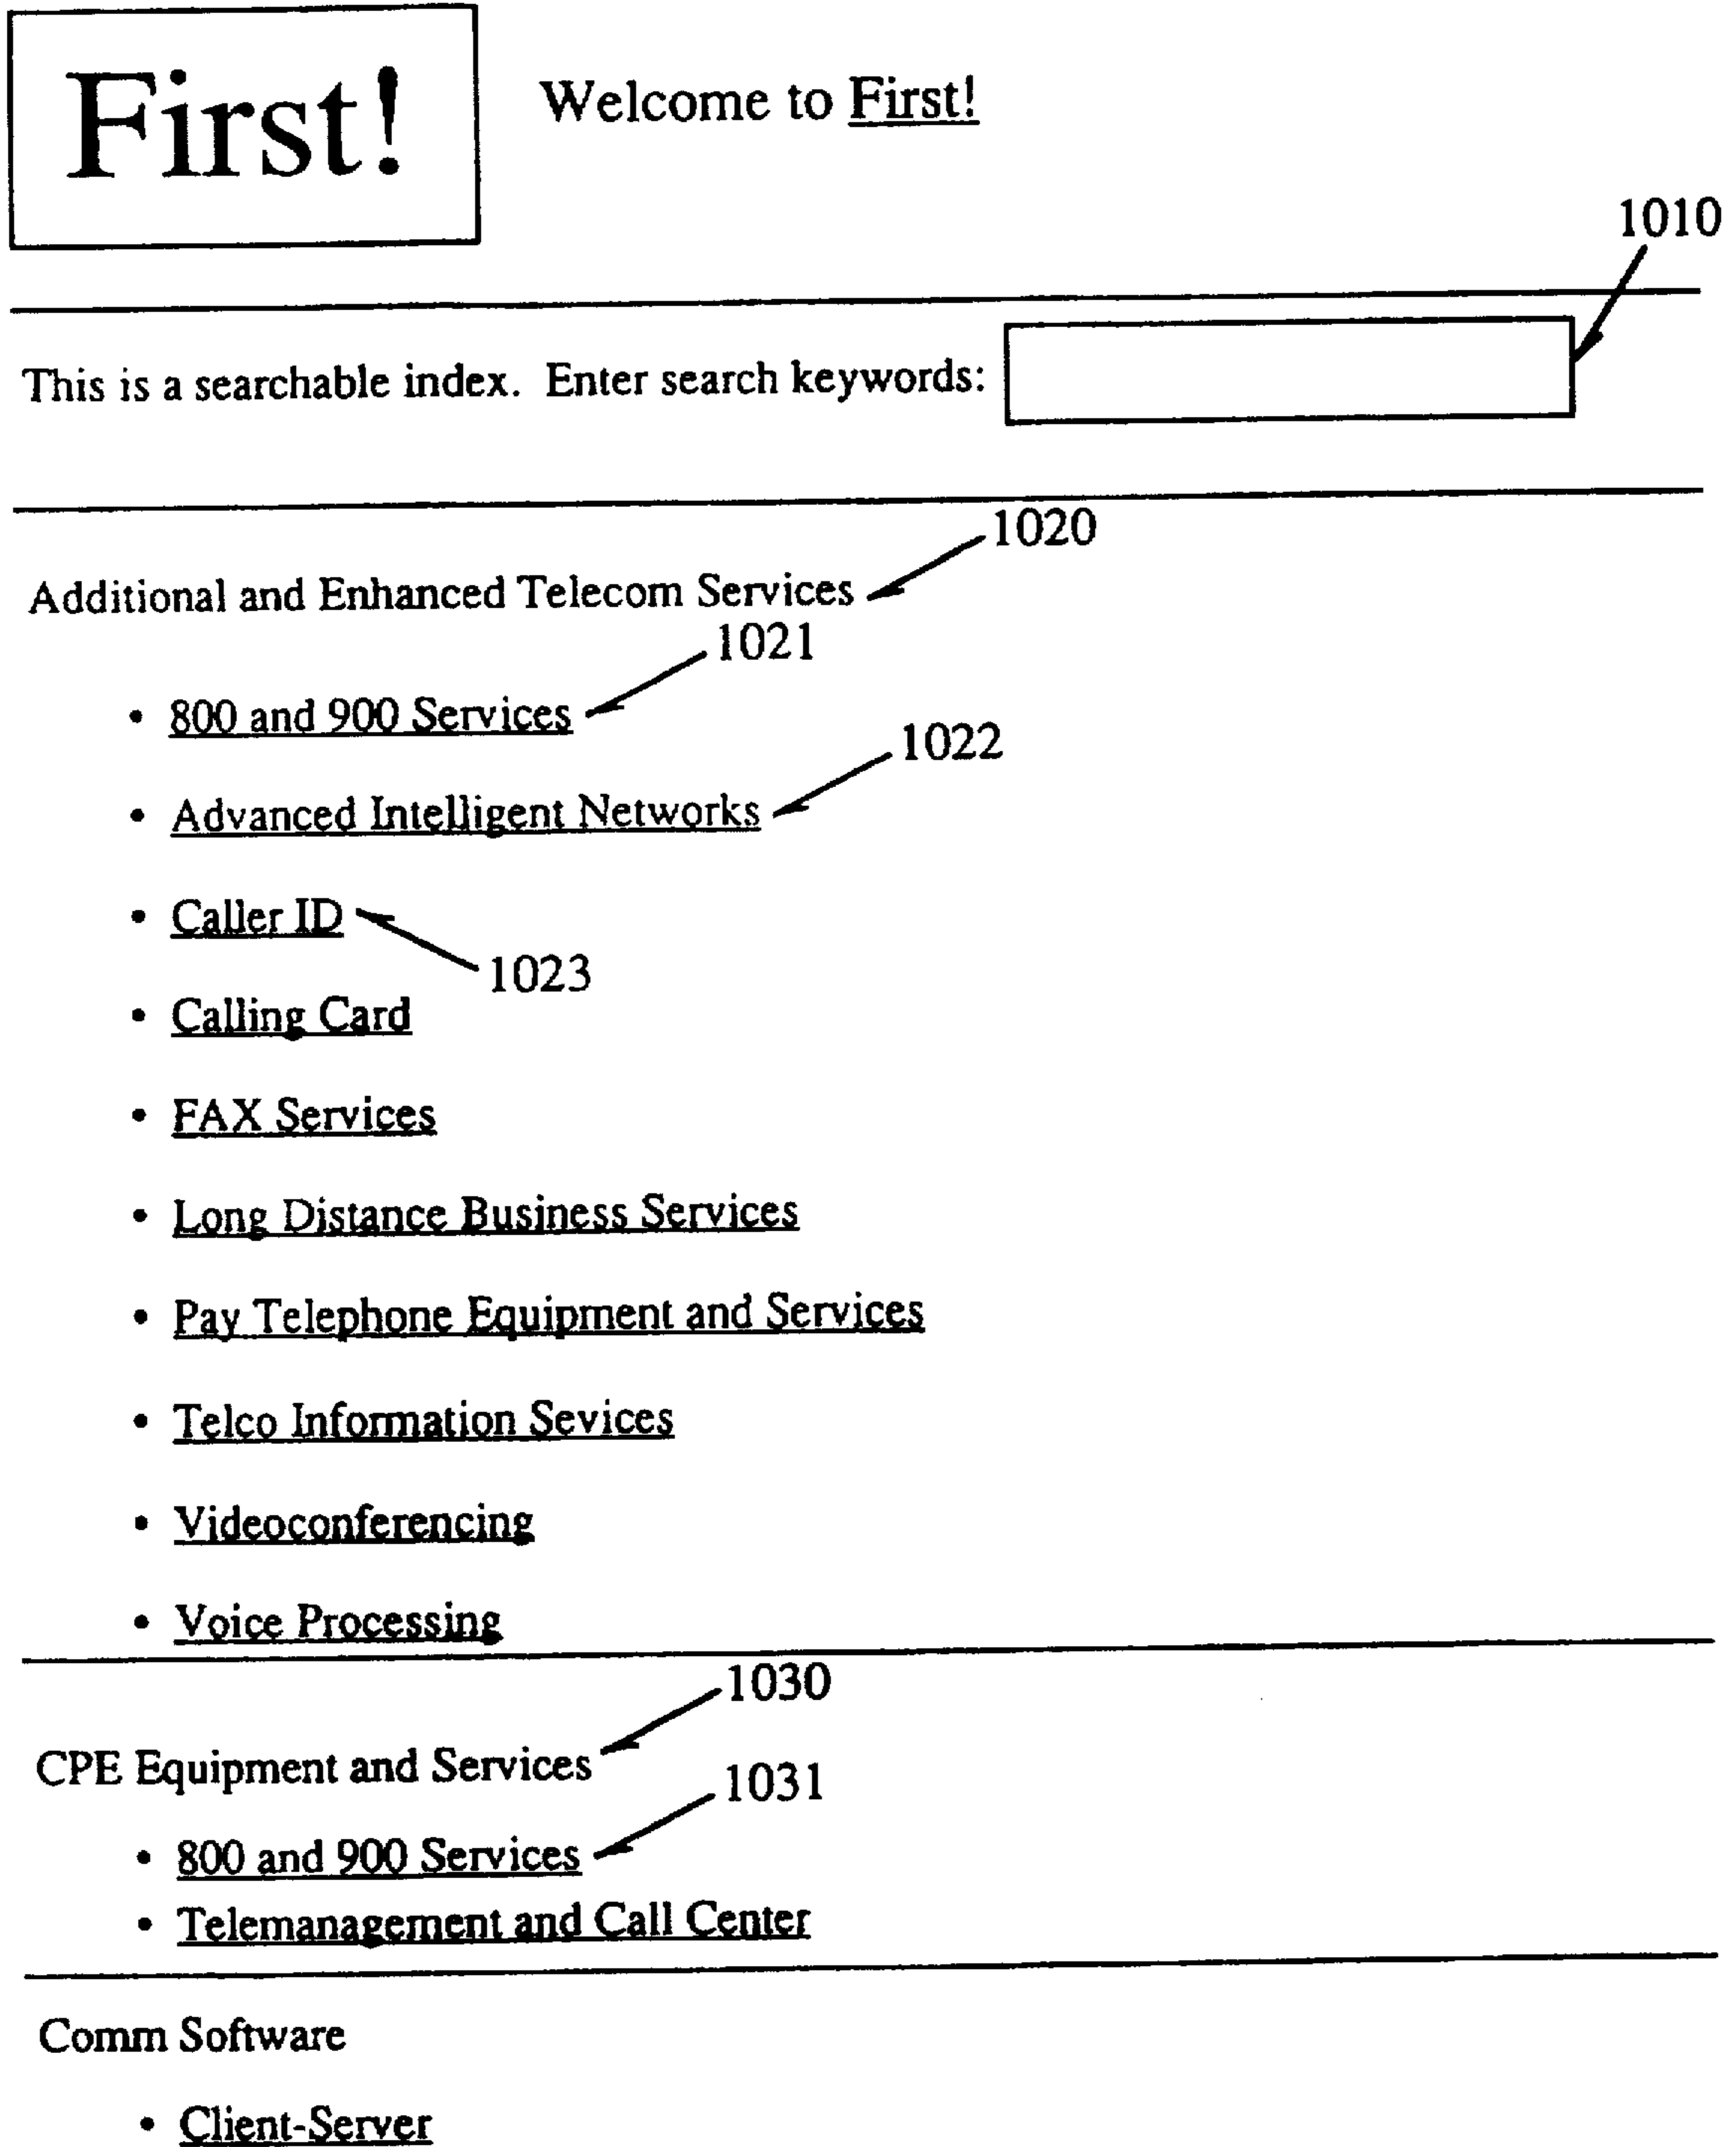 First!
Welcome to First!
1010
This is a searchable index. Enter search keywords:
1020
Additional and Enhanced Telecom Services
1021
• 800 and 900 Services
1022
• Advanced Intelligent Networks
• Caller ID
1023
• Calling Card
• FAX Services
• Long Distance Business Services
• Pay Telephone Equipment and Services
• Telco Information Sevices
• Videoconferencing
• Voice Processing
1030
CPE Equipment and Services
1031
• 800 and 900 Services
• Telemanagement and Call Center
Comm Software
• Client-Server